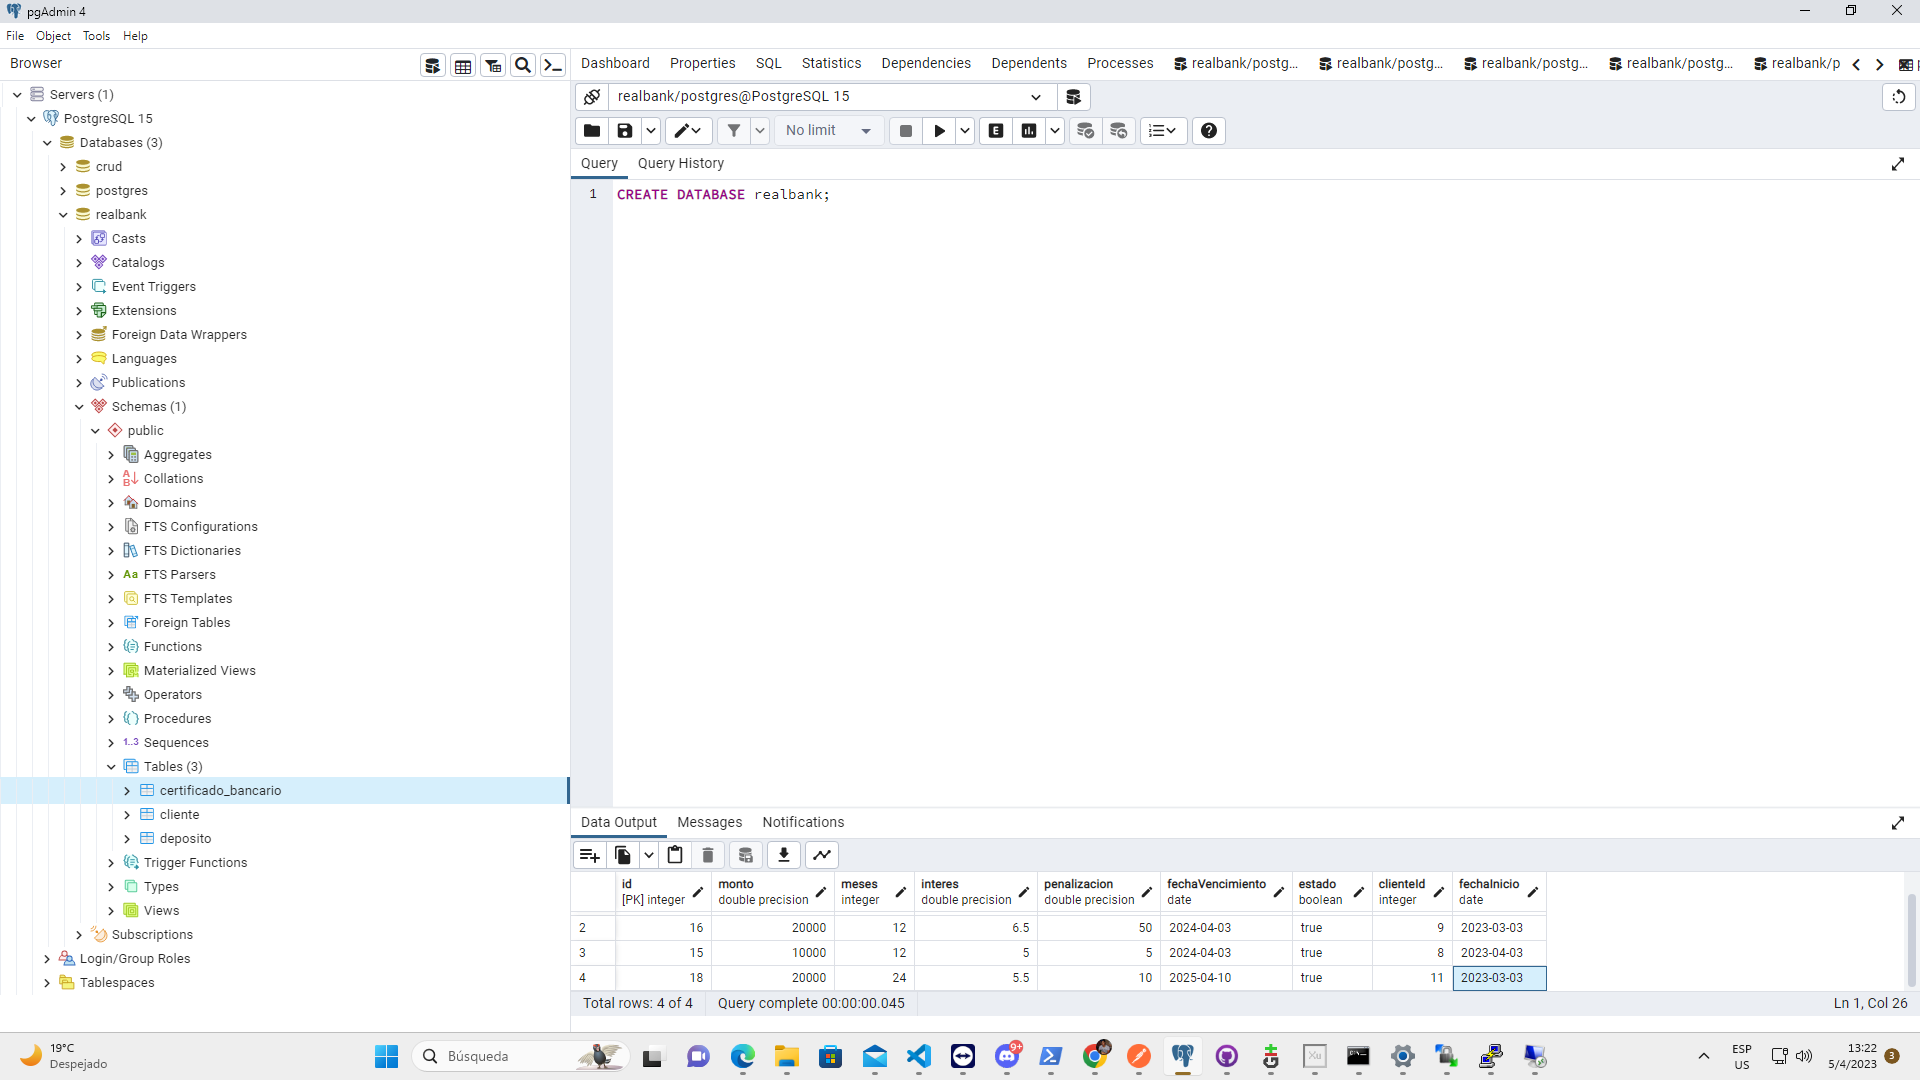 pgAdmin 4
File Object Tools Help
Browser
Dashboard Properties SQL Statistics Dependencies Dependents Processes realbank/postg... realbank/postg... realbank/postg... realbank/postg... realbank/p
Servers (1)
PostgreSQL 15
Databases (3)
crud
postgres
realbank
Casts
Catalogs
Event Triggers
Extensions
Foreign Data Wrappers
Languages
Publications
Schemas (1)
public
Aggregates
Collations
Domains
FTS Configurations
FTS Dictionaries
Aa FTS Parsers
FTS Templates
Foreign Tables
Functions
Materialized Views
Operators
Procedures
1..3 Sequences
Tables (3)
certificado_bancario
cliente
deposito
Trigger Functions
Types
Views
Subscriptions
Login/Group Roles
Tablespaces
realbank/postgres@PostgreSQL 15
No limit E
Query Query History
1 CREATE DATABASE realbank;
Data Output Messages Notifications
id monto meses interes penalizacion fechaVencimiento estado clienteId fechaInicio
[PK] integer double precision integer double precision double precision date boolean integer date
2 16 20000 12 6.5 50 2024-04-03 true 9 2023-03-03
3 15 10000 12 5 5 2024-04-03 true 8 2023-04-03
4 18 20000 24 5.5 10 2025-04-10 true 11 2023-03-03
Total rows: 4 of 4 Query complete 00:00:00.045 Ln 1, Col 26
19°C
Despejado
Búsqueda
9+
Xu
ESP
US
13:22
5/4/2023
3